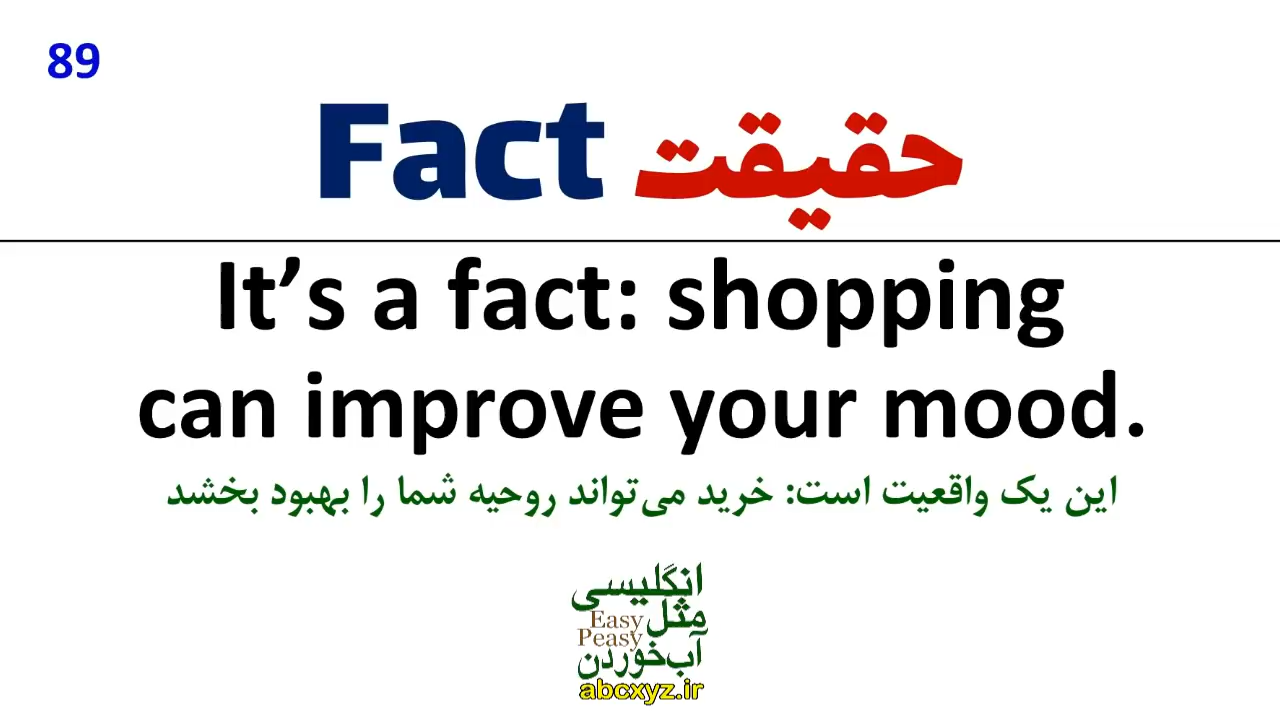 89
Fact حقیقت
It's a fact: shopping
can improve your mood.
این یک واقعیت است: خرید می‌تواند روحیه شما را بهبود بخشد
انگلیسی
مثل
Easy
Peasy
آب‌خوردن
abcxyz.ir